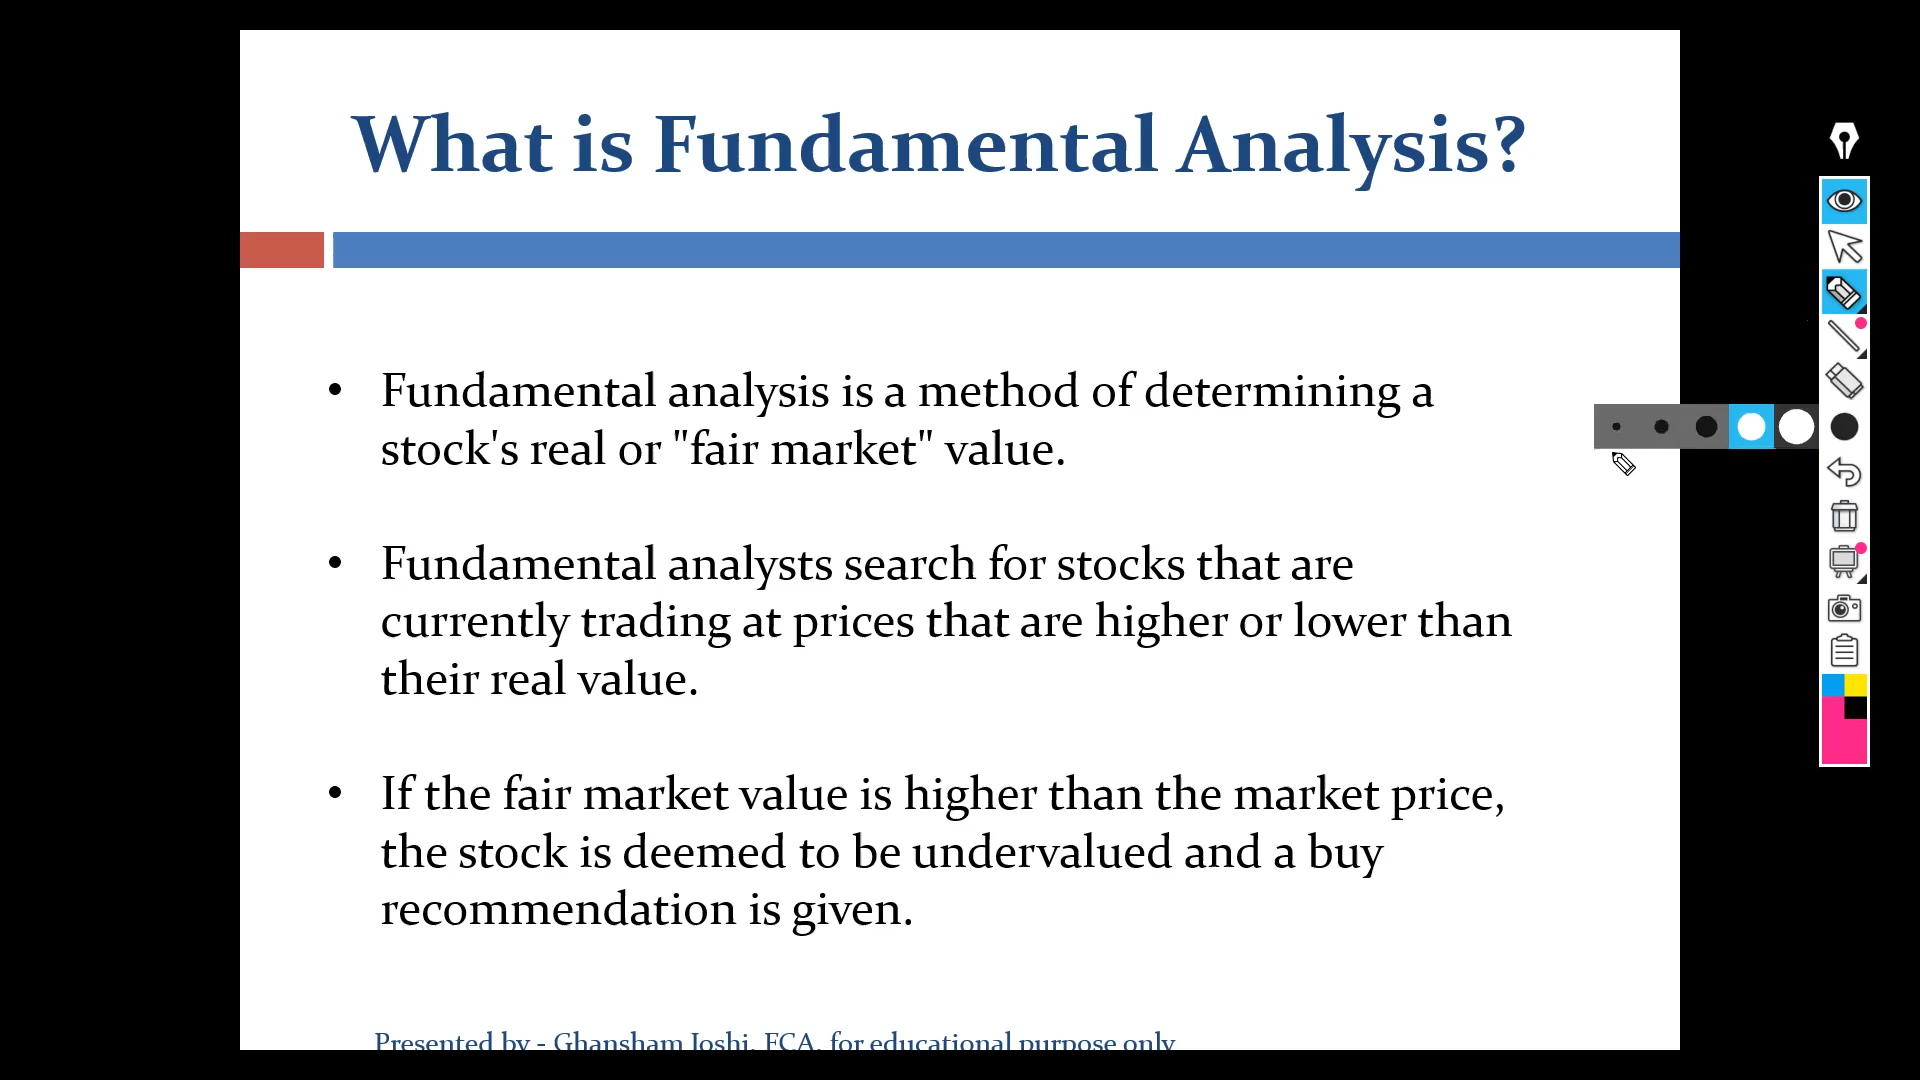 What is Fundamental Analysis?
• Fundamental analysis is a method of determining a
stock's real or "fair market" value.
• Fundamental analysts search for stocks that are
currently trading at prices that are higher or lower than
their real value.
• If the fair market value is higher than the market price,
the stock is deemed to be undervalued and a buy
recommendation is given.
Presented by - Ghansham Joshi, FCA, for educational purpose only